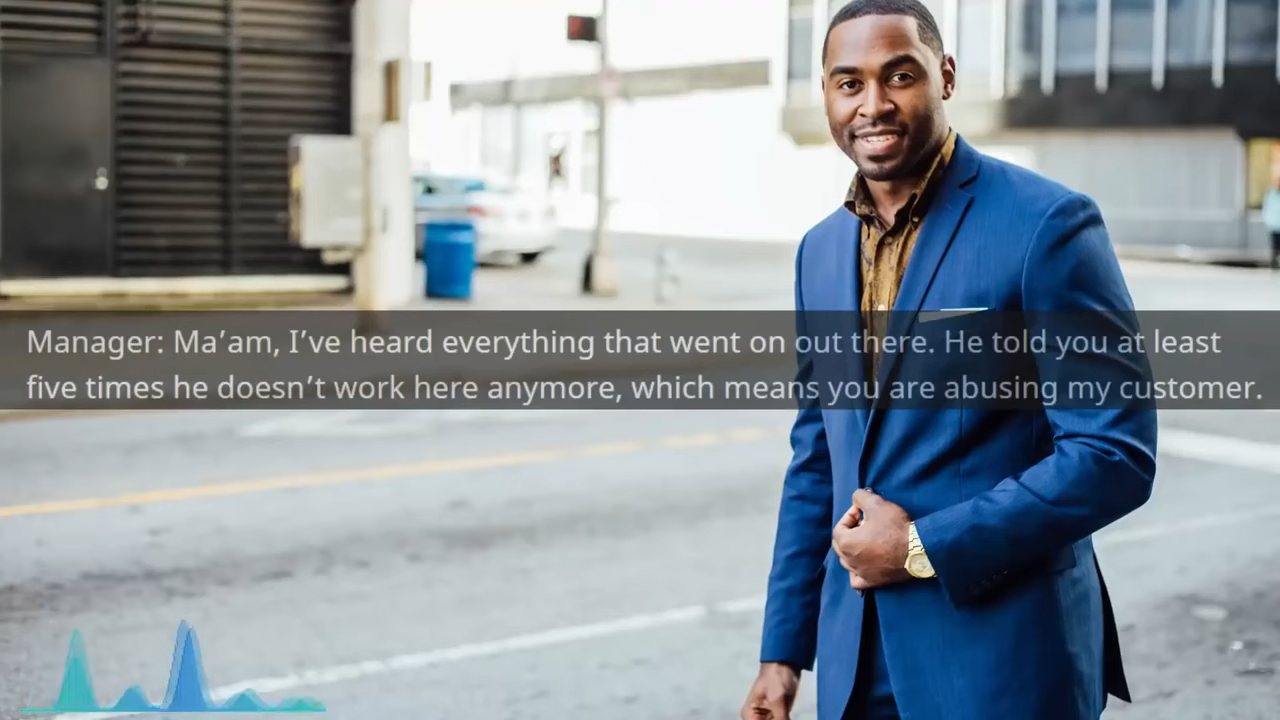 Manager: Ma’am, I’ve heard everything that went on out there. He told you at least
five times he doesn’t work here anymore, which means you are abusing my customer.